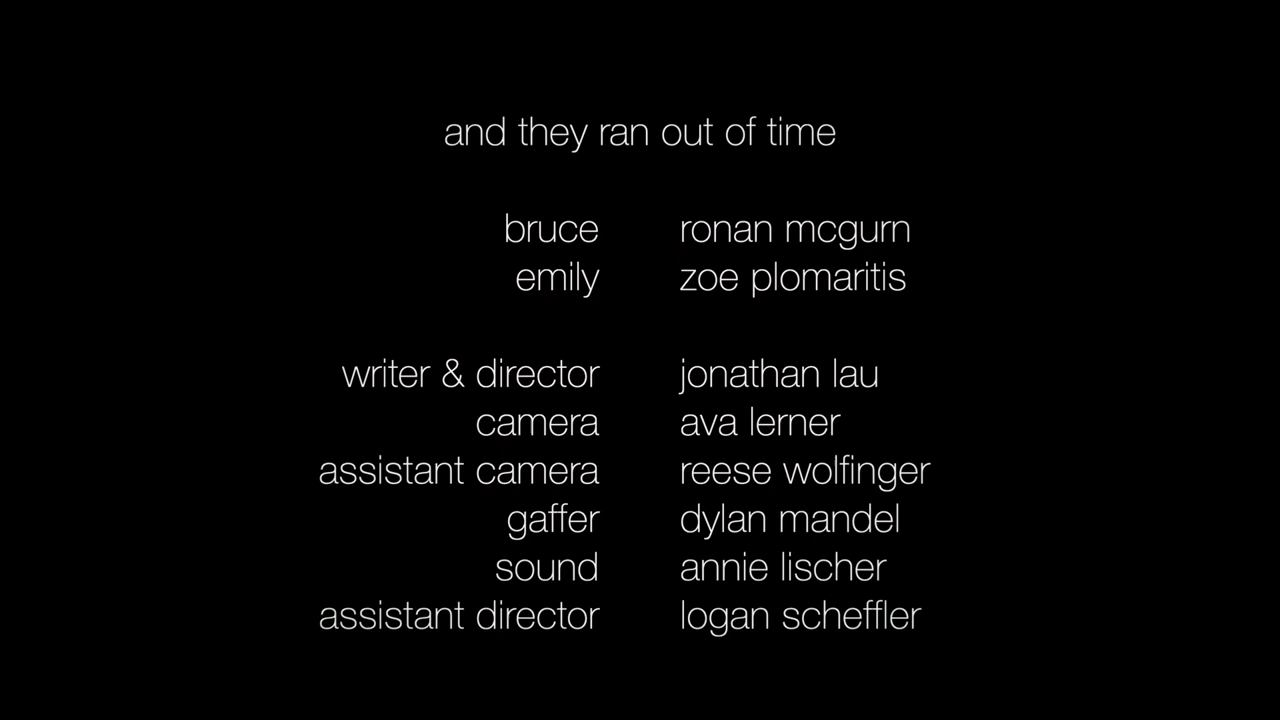 and they ran out of time
bruce ronan mcgurn
emily zoe plomaritis
writer & director jonathan lau
camera ava lerner
assistant camera reese wolfinger
gaffer dylan mandel
sound annie lischer
assistant director logan scheffler